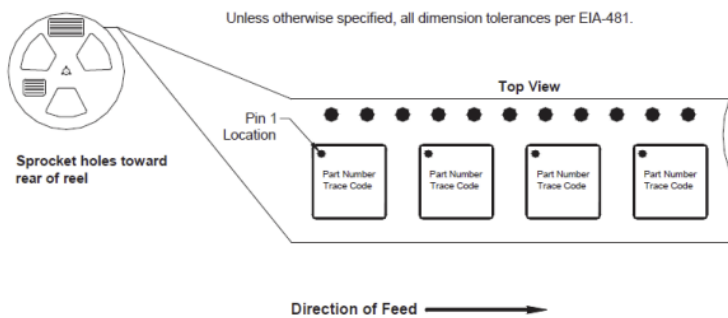 Unless otherwise specified, all dimension tolerances per EIA-481.
Top View
Pin 1
Location
Sprocket holes toward
rear of reel
Part Number
Trace Code
Part Number
Trace Code
Part Number
Trace Code
Part Number
Trace Code
Direction of Feed